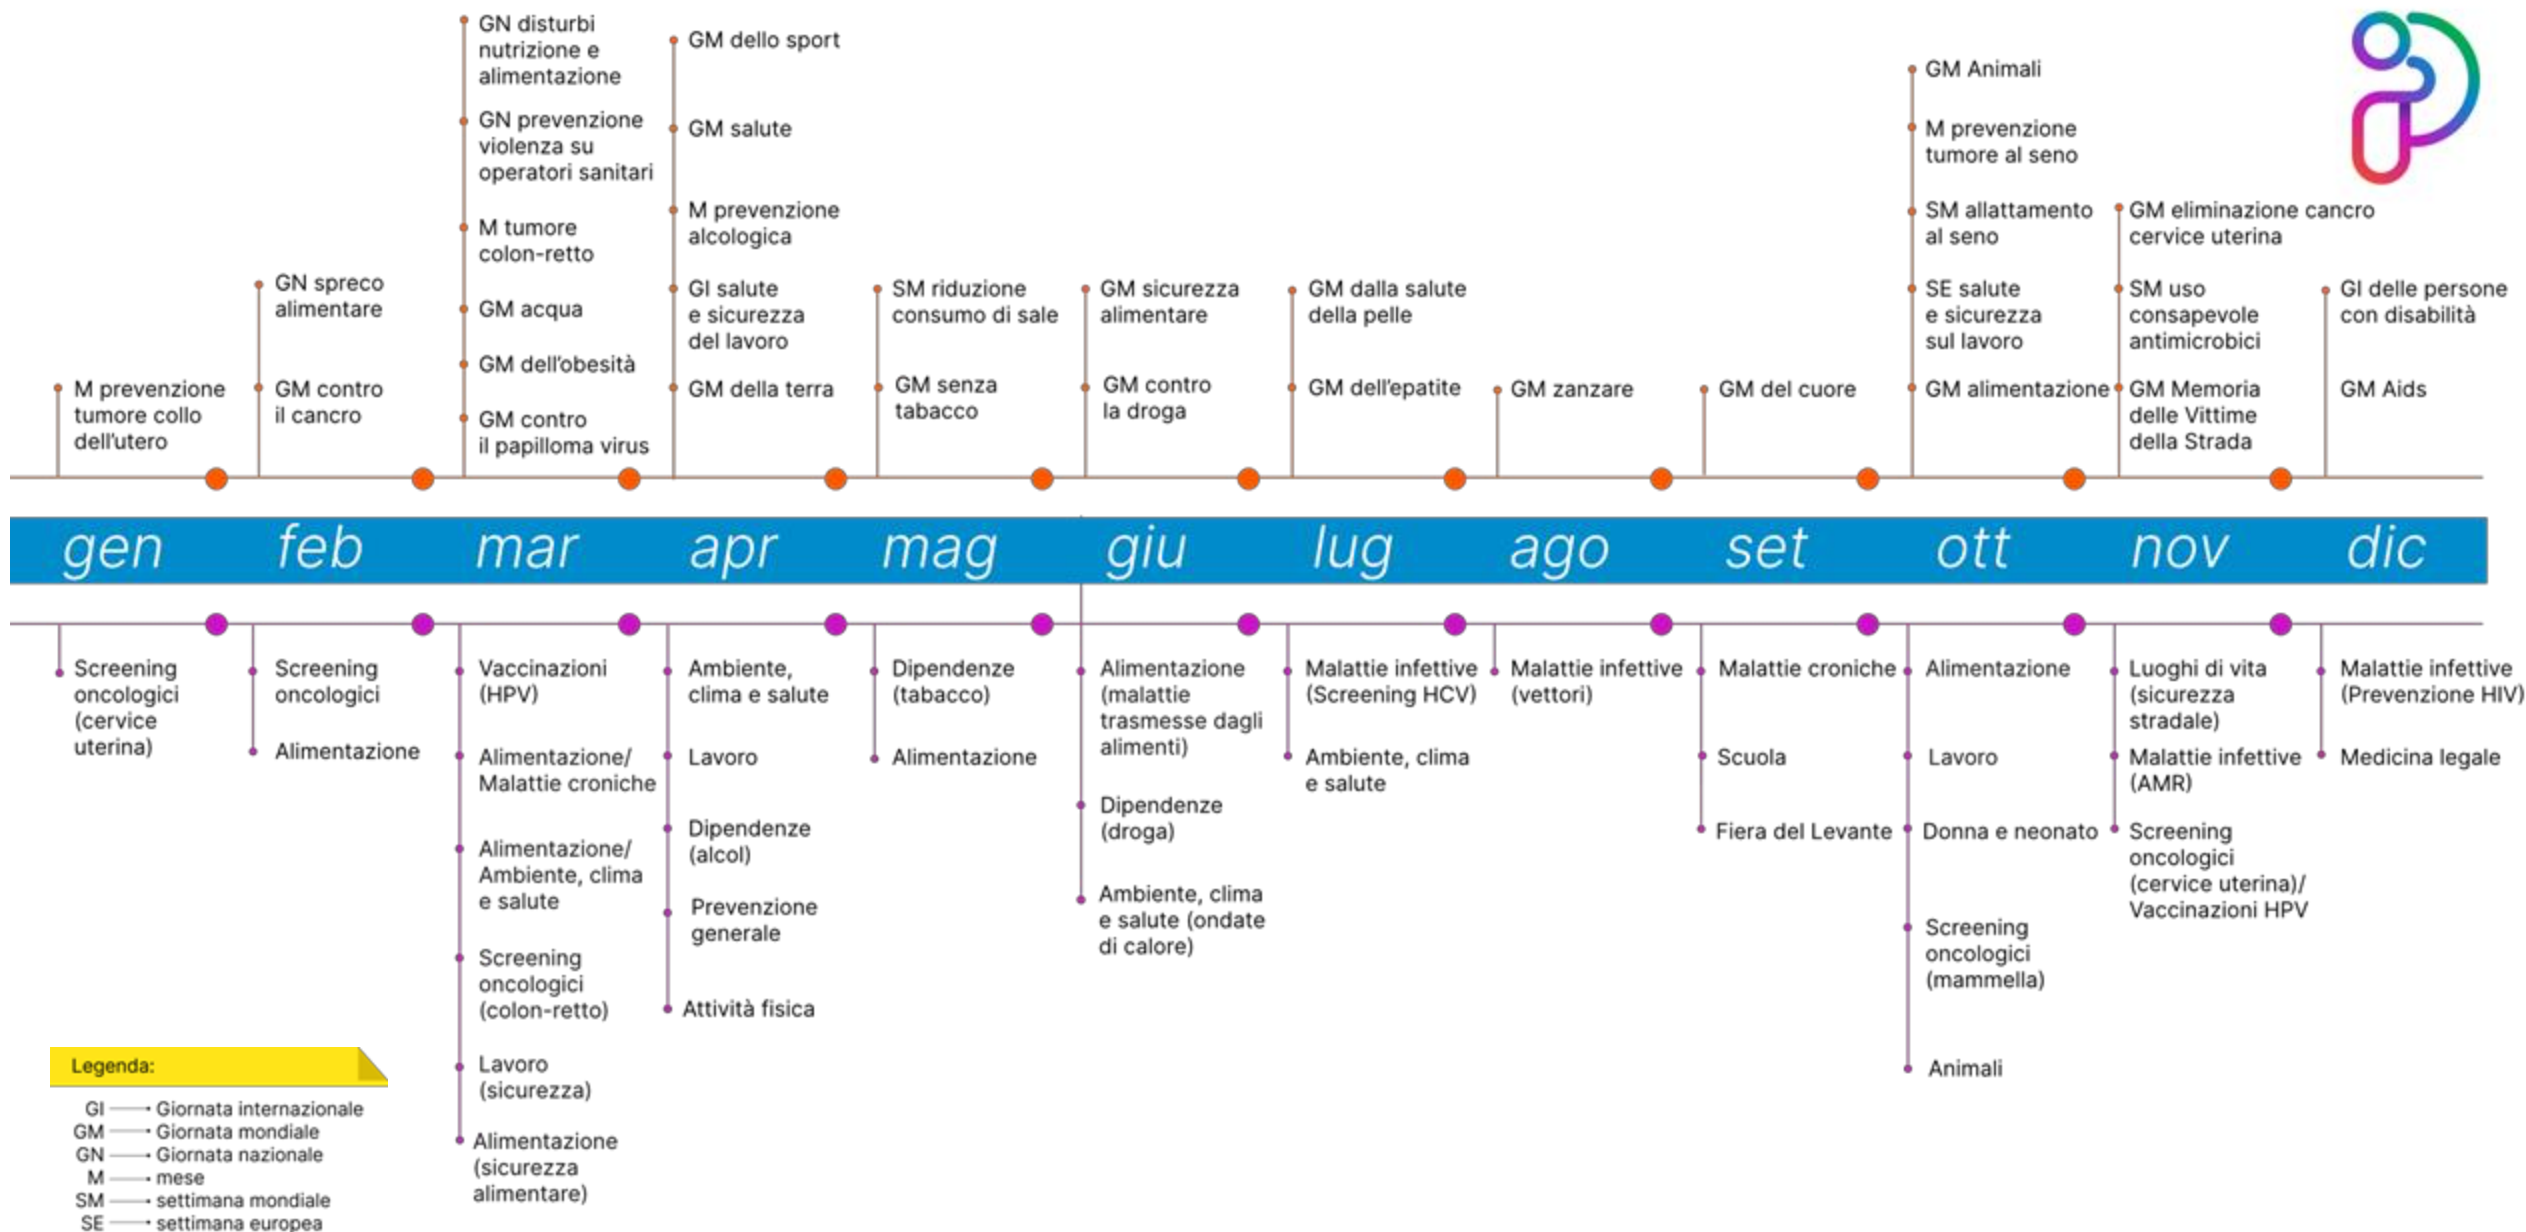 GN disturbi
nutrizione e
alimentazione
GN prevenzione
violenza su
operatori sanitari
M tumore
colon-retto
GM acqua
GM dell'obesità
GM contro
il papilloma virus
GM dello sport
GM salute
M prevenzione
alcologica
GI salute
e sicurezza
del lavoro
GM della terra
GM Animali
M prevenzione
tumore al seno
SM allattamento
al seno
SE salute
e sicurezza
sul lavoro
GM alimentazione
GM eliminazione cancro
cervice uterina
SM uso
consapevole
antimicrobici
GM Memoria
delle Vittime
della Strada
GI delle persone
con disabilità
GM Aids
M prevenzione
tumore collo
dell'utero
GN spreco
alimentare
GM contro
il cancro
SM riduzione
consumo di sale
GM senza
tabacco
GM sicurezza
alimentare
GM contro
la droga
GM dalla salute
della pelle
GM dell'epatite
GM zanzare
GM del cuore
gen feb mar apr mag giu lug ago set ott nov dic
Screening
oncologici
(cervice
uterina)
Screening
oncologici
Alimentazione
Vaccinazioni
(HPV)
Alimentazione/
Malattie croniche
Alimentazione/
Ambiente, clima
e salute
Screening
oncologici
(colon-retto)
Lavoro
(sicurezza)
Alimentazione
(sicurezza
alimentare)
Ambiente,
clima e salute
Lavoro
Dipendenze
(alcol)
Prevenzione
generale
Attività fisica
Dipendenze
(tabacco)
Alimentazione
Alimentazione
(malattie
trasmesse dagli
alimenti)
Dipendenze
(droga)
Ambiente, clima
e salute (ondate
di calore)
Malattie infettive
(Screening HCV)
Ambiente, clima
e salute
Malattie infettive
(vettori)
Malattie croniche
Scuola
Fiera del Levante
Alimentazione
Lavoro
Donna e neonato
Screening
oncologici
(mammella)
Animali
Luoghi di vita
(sicurezza
stradale)
Malattie infettive
(AMR)
Screening
oncologici
(cervice uterina)/
Vaccinazioni HPV
Malattie infettive
(Prevenzione HIV)
Medicina legale
Legenda:
GI Giornata internazionale
GM Giornata mondiale
GN Giornata nazionale
M mese
SM settimana mondiale
SE settimana europea